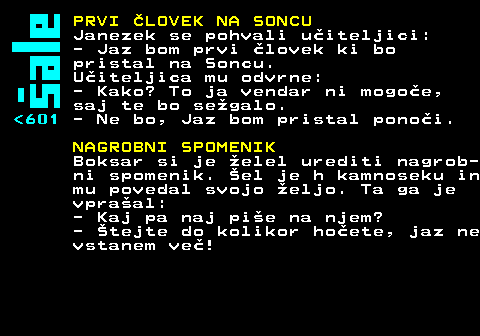 šale
<601
PRVI ČLOVEK NA SONCU
Janezek se pohvali učiteljici:
- Jaz bom prvi človek ki bo
pristal na Soncu.
Učiteljica mu odvrne:
- Kako? To ja vendar ni mogoče,
saj te bo sežgalo.
- Ne bo, Jaz bom pristal ponoči.
NAGROBNI SPOMENIK
Boksar si je želel urediti nagrob-
ni spomenik. Šel je h kamnoseku in
mu povedal svojo željo. Ta ga je
vprašal:
- Kaj pa naj piše na njem?
- Štejte do kolikor hočete, jaz ne
vstanem več!